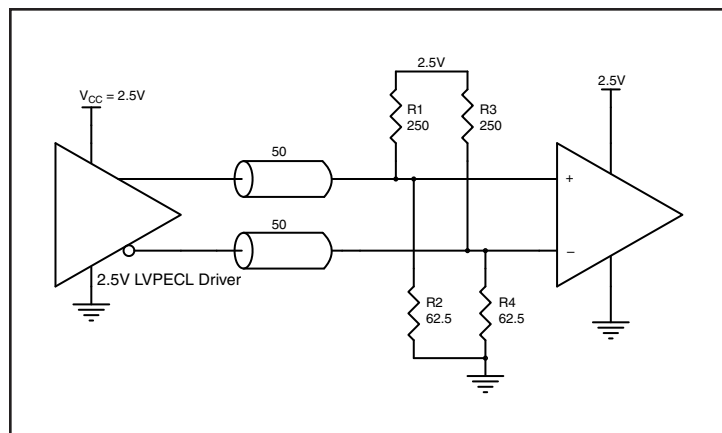 2.5V
V_CC = 2.5V
2.5V
R1
250
R3
250
50
+
50
–
2.5V LVPECL Driver
R2
62.5
R4
62.5